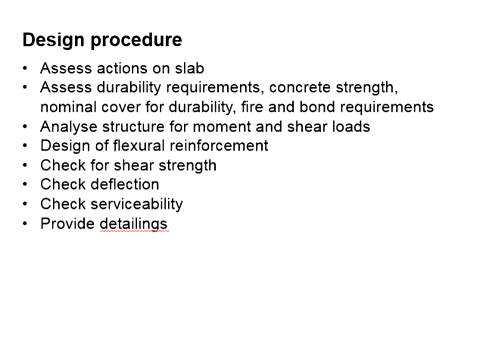 Design procedure
• Assess actions on slab
• Assess durability requirements, concrete strength,
nominal cover for durability, fire and bond requirements
• Analyse structure for moment and shear loads
• Design of flexural reinforcement
• Check for shear strength
• Check deflection
• Check serviceability
• Provide detailings